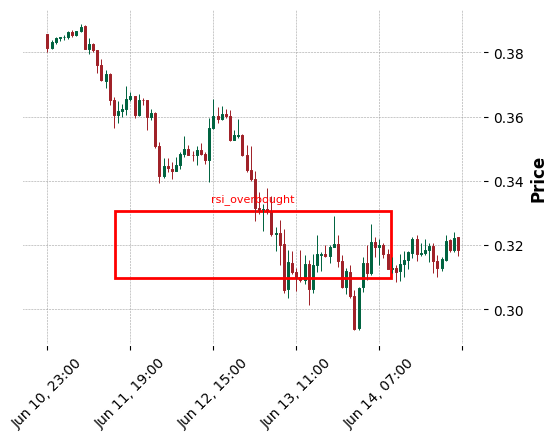 0.38
0.36
0.34
rsi_overbought
0.32
0.30
Price
Jun 10, 23:00
Jun 11, 19:00
Jun 12, 15:00
Jun 13, 11:00
Jun 14, 07:00